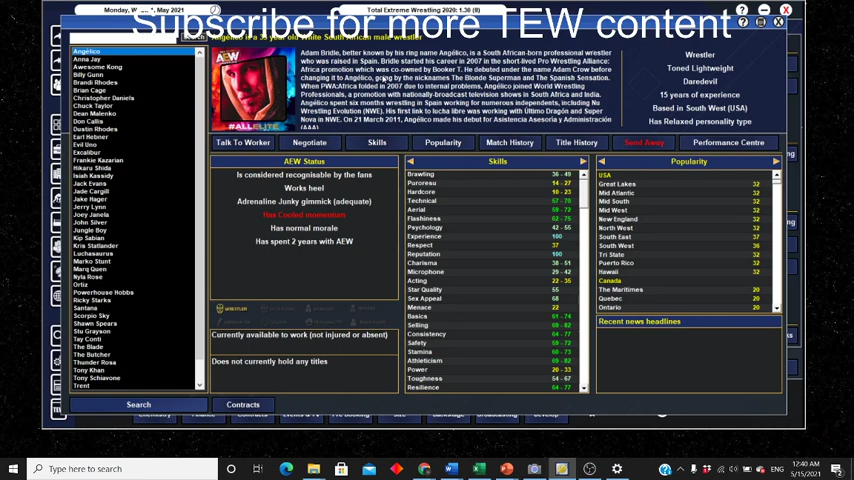 Subscribe for more TEW content
Monday, W
May 2021
Total Extreme Wrestling 2020: 1.30 (B)
Search
Angélico is a 33 year old White South African male wrestler
Angélico
Anna Jay
Awesome Kong
Billy Gunn
Brandi Rhodes
Brian Cage
Christopher Daniels
Chuck Taylor
Dean Malenko
Don Callis
Dustin Rhodes
Earl Hebner
Evil Uno
Excalibur
Frankie Kazarian
Hikaru Shida
Isiah Kassidy
Jack Evans
Jade Cargill
Jake Hager
Jerry Lynn
Joey Janela
John Silver
Jungle Boy
Kip Sabian
Kris Statlander
Luchasaurus
Marko Stunt
Marq Quen
Nyla Rose
Ortiz
Powerhouse Hobbs
Ricky Starks
Santana
Scorpio Sky
Shawn Spears
Stu Grayson
Tay Conti
The Blade
The Butcher
Thunder Rosa
Tony Khan
Tony Schiavone
Trent
AEW
#ALLELITE
Adam Bridle, better known by his ring name Angélico, is a South African-born professional wrestler
who was raised in Spain. Bridle started his career in 2007 in the short-lived Pro Wrestling Alliance:
Africa promotion which was co-owned by Booker T. He debuted under the name Adam Crow before
changing it to Angélico, going by the nicknames The Blonde Superman and The Spanish Sensation.
When PWA:Africa folded in 2007 due to internal problems, Angélico joined World Wrestling
Professionals, a promotion with nationally-broadcast television shows in South Africa and India.
Angélico spent six months wrestling in Spain working for numerous independents, including Nu
Wrestling Evolution (NWE). His first link to lucha libre was working with Último Dragón and Super
Nova in NWE. On 21 March 2011, Angélico made his debut for Asistencia Asesoria y Administración
(AAA)
Wrestler
Toned Lightweight
Daredevil
15 years of experience
Based in South West (USA)
Has Relaxed personality type
Talk To Worker
Negotiate
Skills
Popularity
Match History
Title History
Send Away
Performance Centre
AEW Status
Is considered recognisable by the fans
Works heel
Adrenaline Junky gimmick (adequate)
Has Cooled momentum
Has normal morale
Has spent 2 years with AEW
WRESTLER
Currently available to work (not injured or absent)
Does not currently hold any titles
Skills
Brawling 36 - 49
Puroresu 14 - 27
Hardcore 10 - 23
Technical 57 - 70
Aerial 59 - 72
Flashiness 62 - 75
Psychology 42 - 55
Experience 100
Respect 37
Reputation 100
Charisma 38 - 51
Microphone 29 - 42
Acting 22 - 35
Star Quality 55
Sex Appeal 68
Menace 22
Basics 61 - 74
Selling 69 - 82
Consistency 64 - 77
Safety 59 - 72
Stamina 60 - 73
Athleticism 69 - 82
Power 20 - 33
Toughness 54 - 67
Resilience 64 - 77
Popularity
USA
Great Lakes 32
Mid Atlantic 32
Mid South 32
Mid West 32
New England 32
North West 32
South East 37
South West 36
Tri State 32
Puerto Rico 32
Hawaii 32
Canada
The Maritimes 20
Quebec 20
Ontario 20
Recent news headlines
Search
Contracts
Type here to search
ENG
12:40 AM
5/15/2021